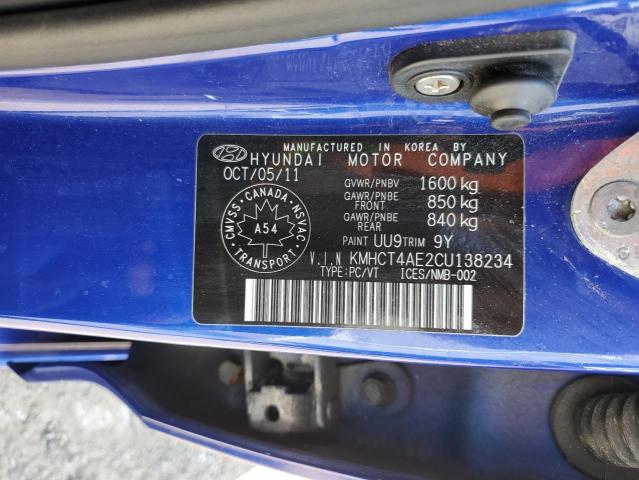 MANUFACTURED IN KOREA BY
HYUNDAI MOTOR COMPANY
OCT/05/11
GVWR/PNBV 1600 kg
GAWR/PNBE FRONT 850 kg
GAWR/PNBE REAR 840 kg
PAINT UU9 TRIM 9Y
CMVSS • CANADA • NSVAC • TRANSPORT •
A54
V.I.N KMHCT4AE2CU138234
TYPE:PC/VT ICES/NMB-002